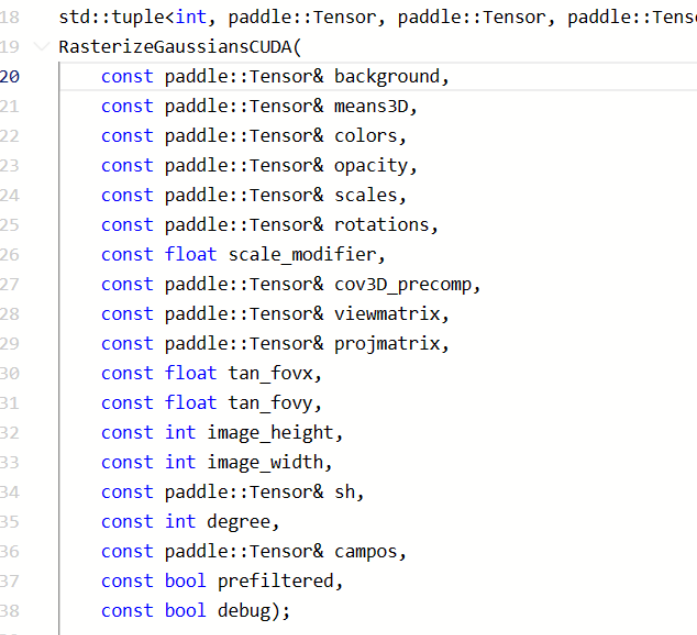 18 std::tuple<int, paddle::Tensor, paddle::Tensor, paddle::Tens
19 RasterizeGaussiansCUDA(
20 const paddle::Tensor& background,
21 const paddle::Tensor& means3D,
22 const paddle::Tensor& colors,
23 const paddle::Tensor& opacity,
24 const paddle::Tensor& scales,
25 const paddle::Tensor& rotations,
26 const float scale_modifier,
27 const paddle::Tensor& cov3D_precomp,
28 const paddle::Tensor& viewmatrix,
29 const paddle::Tensor& projmatrix,
30 const float tan_fovx,
31 const float tan_fovy,
32 const int image_height,
33 const int image_width,
34 const paddle::Tensor& sh,
35 const int degree,
36 const paddle::Tensor& campos,
37 const bool prefiltered,
38 const bool debug);